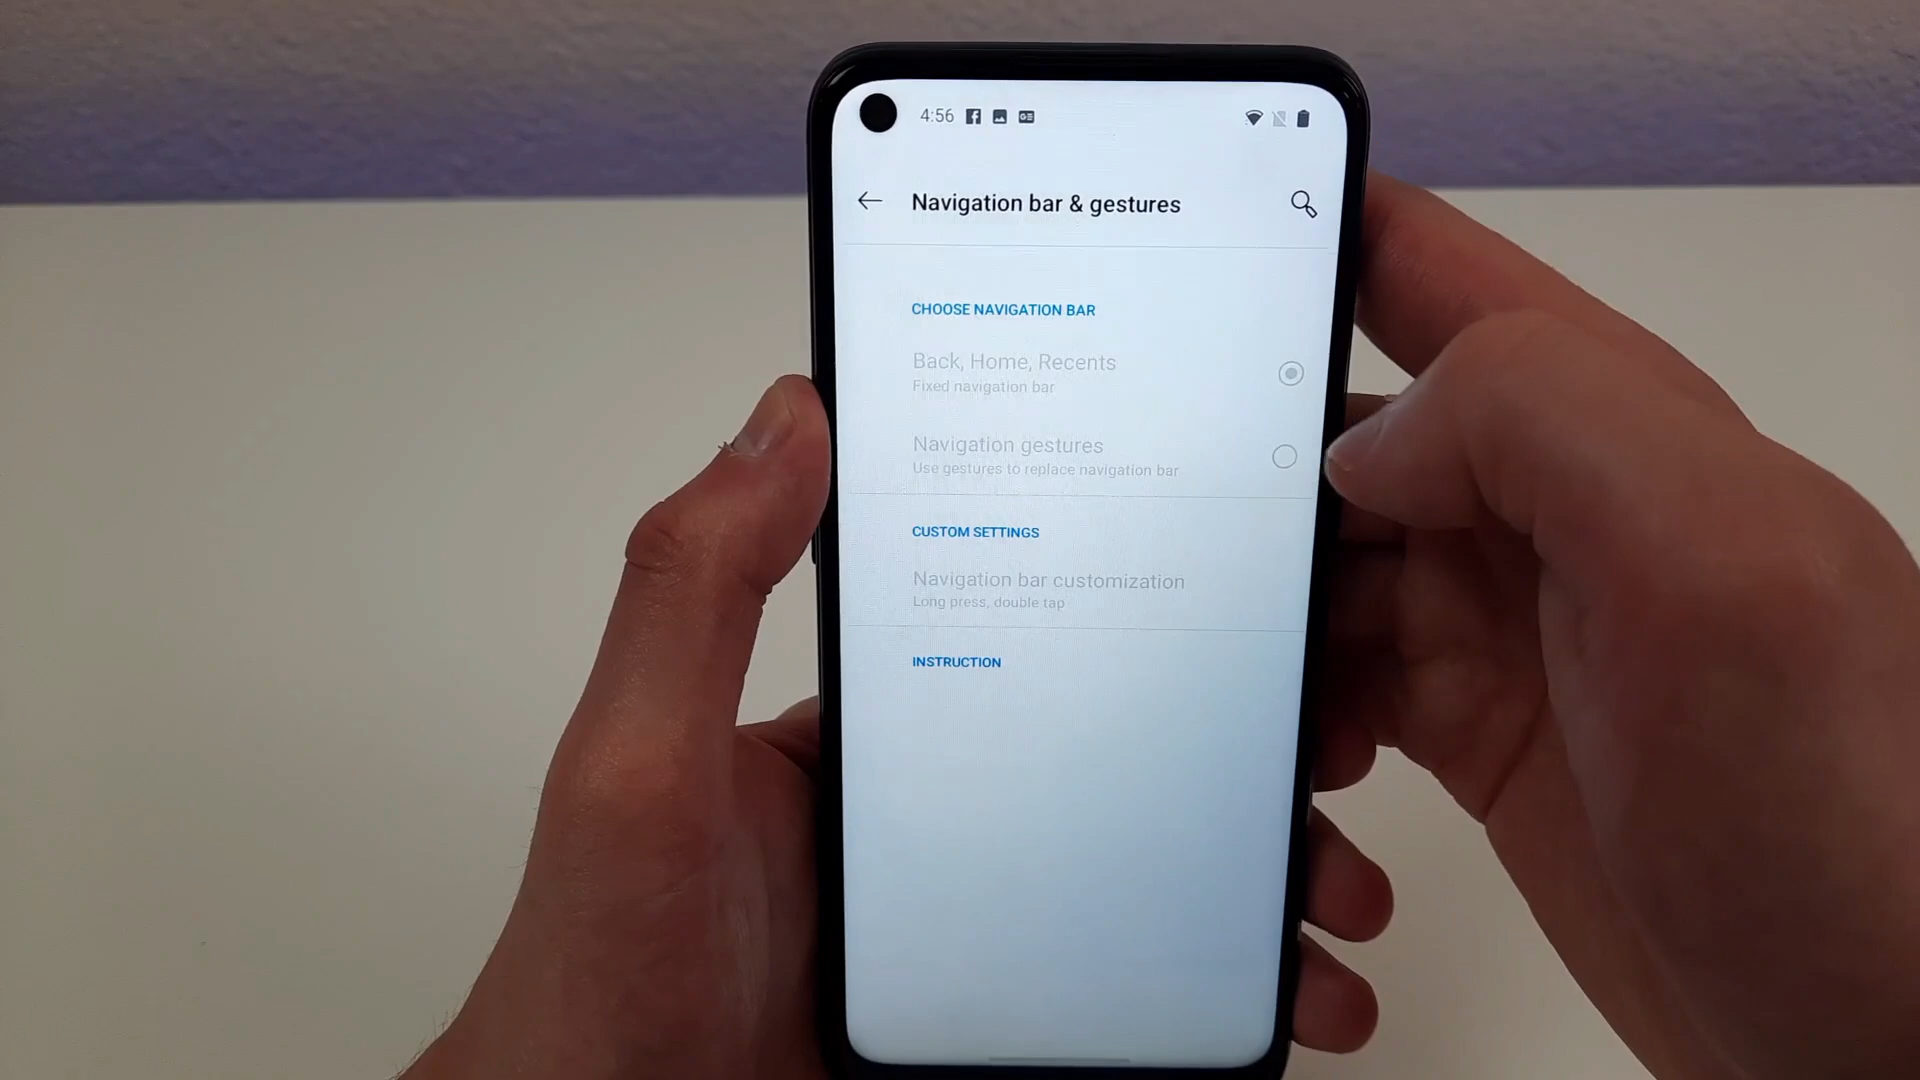 4:56
Navigation bar & gestures
CHOOSE NAVIGATION BAR
Back, Home, Recents
Fixed navigation bar
Navigation gestures
Use gestures to replace navigation bar
CUSTOM SETTINGS
Navigation bar customization
Long press, double tap
INSTRUCTION